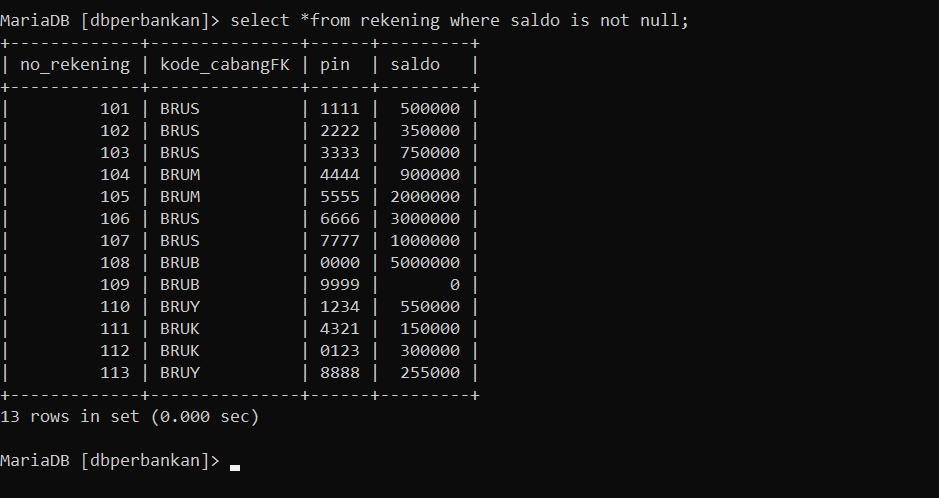 MariaDB [dbperbankan]> select *from rekening where saldo is not null;
+-------------+---------------+------+---------+
| no_rekening | kode_cabangFK | pin  | saldo   |
+-------------+---------------+------+---------+
|         101 | BRUS          | 1111 |  500000 |
|         102 | BRUS          | 2222 |  350000 |
|         103 | BRUS          | 3333 |  750000 |
|         104 | BRUM          | 4444 |  900000 |
|         105 | BRUM          | 5555 | 2000000 |
|         106 | BRUS          | 6666 | 3000000 |
|         107 | BRUS          | 7777 | 1000000 |
|         108 | BRUB          | 0000 | 5000000 |
|         109 | BRUB          | 9999 |       0 |
|         110 | BRUY          | 1234 |  550000 |
|         111 | BRUK          | 4321 |  150000 |
|         112 | BRUK          | 0123 |  300000 |
|         113 | BRUY          | 8888 |  255000 |
+-------------+---------------+------+---------+
13 rows in set (0.000 sec)
MariaDB [dbperbankan]>